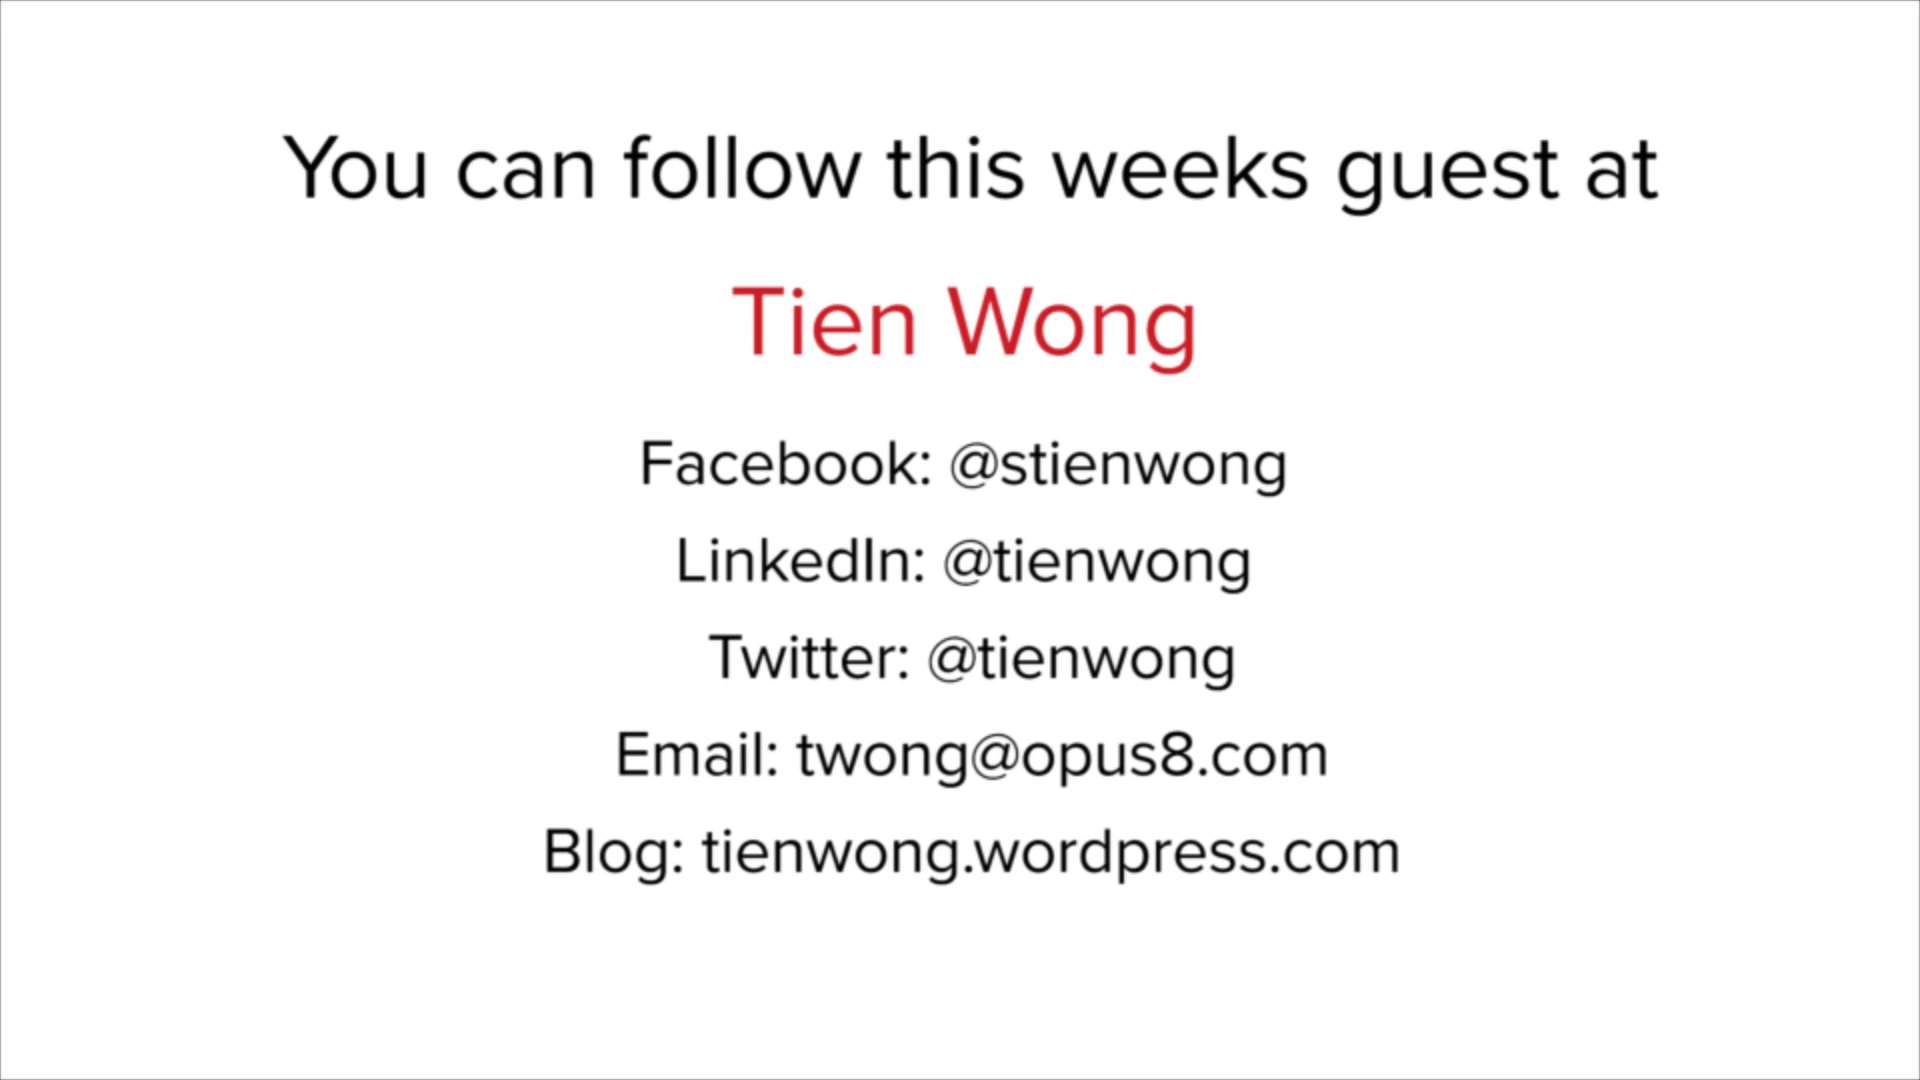 You can follow this weeks guest at
Tien Wong
Facebook: @stienwong
LinkedIn: @tienwong
Twitter: @tienwong
Email: twong@opus8.com
Blog: tienwong.wordpress.com